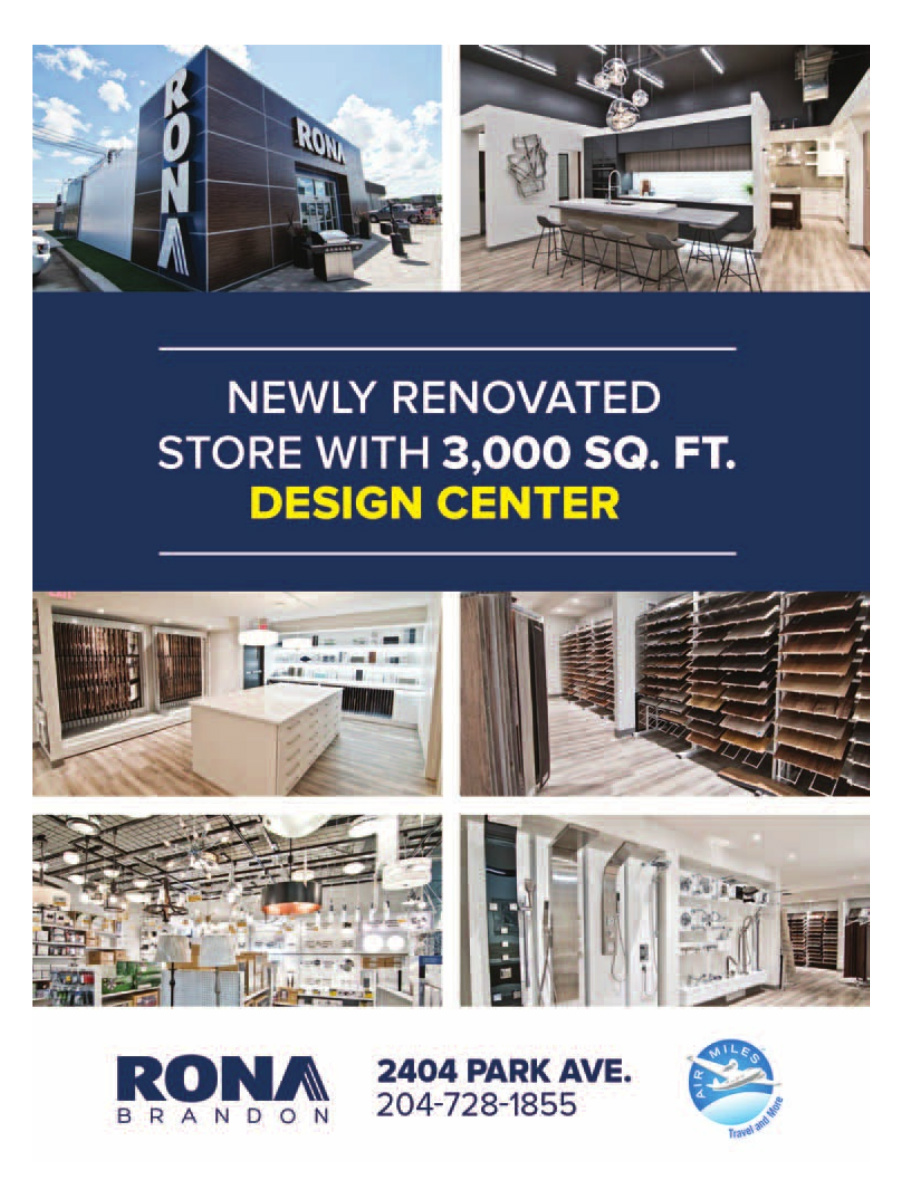 RONA
RONA
NEWLY RENOVATED
STORE WITH 3,000 SQ. FT.
DESIGN CENTER
RONA
BRANDON
2404 PARK AVE.
204-728-1855
AIR MILES
Travel and More